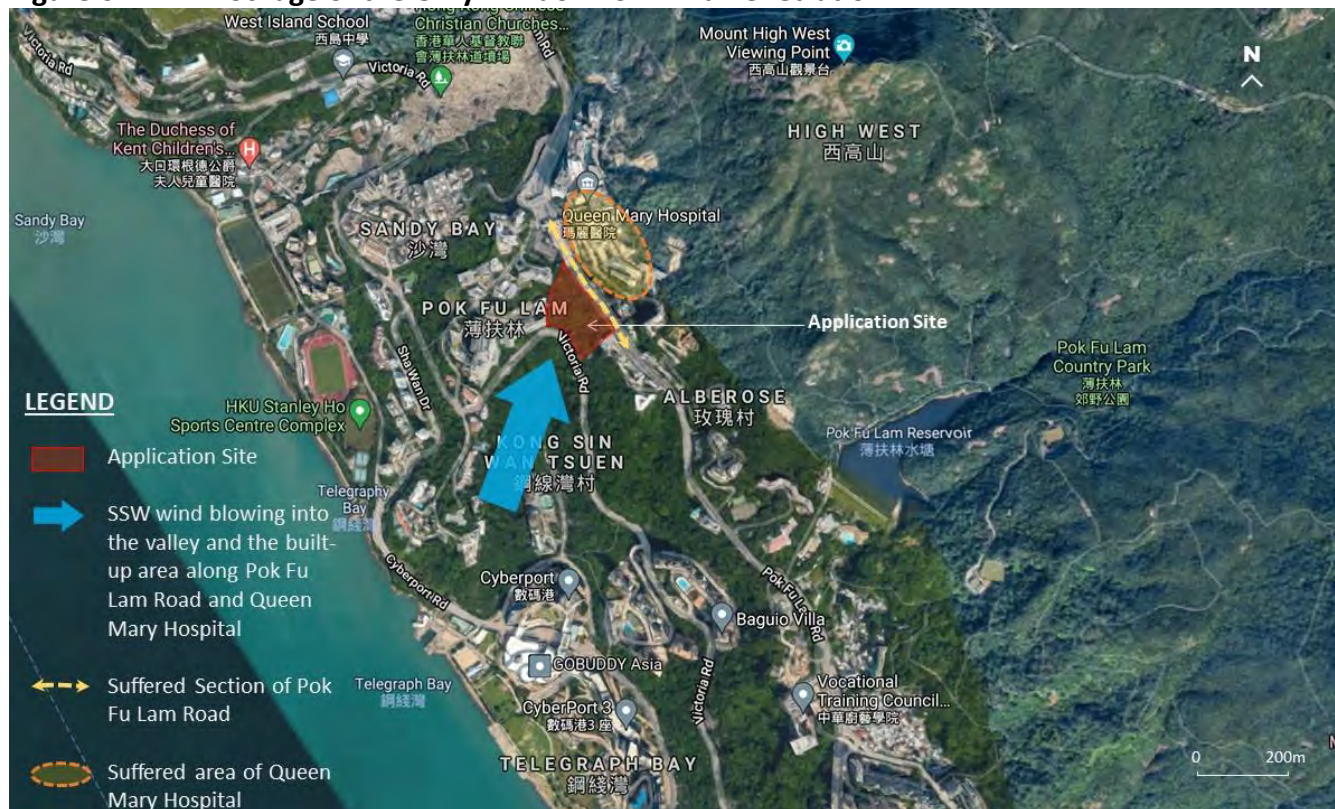 West Island School
西島中學
Christian Churches...
香港華人基督教聯
會薄扶林道墳場
Victoria Rd
Victoria Rd
Mount High West
Viewing Point
西高山觀景台
N
The Duchess of
Kent Children's...
大口環根德公爵
夫人兒童醫院
HIGH WEST
西高山
Sandy Bay
沙灣
SANDY BAY
沙灣
Queen Mary Hospital
瑪麗醫院
POK FU LAM
薄扶林
Application Site
Victoria Rd
Sha Wan Dr
Pok Fu Lam
Country Park
薄扶林
郊野公園
LEGEND
HKU Stanley Ho
Sports Centre Complex
ALBEROSE
玫瑰村
Pok Fu Lam Reservoir
薄扶林水塘
KONG SIN
WAN TSUEN
鋼線灣村
Application Site
Telegraphy
Bay
鋼綫灣
SSW wind blowing into
the valley and the built-
up area along Pok Fu
Lam Road and Queen
Mary Hospital
Cyberport Rd
Cyberport
數碼港
Pok Fu Lam Rd
Baguio Villa
GOBUDDY Asia
Victoria Rd
Suffered Section of Pok
Fu Lam Road
Telegraph Bay
鋼綫灣
Vocational
Training Council...
中華廚藝學院
CyberPort 3
數碼港3 座
TELEGRAPH BAY
鋼綫灣
0 200m
Suffered area of Queen
Mary Hospital